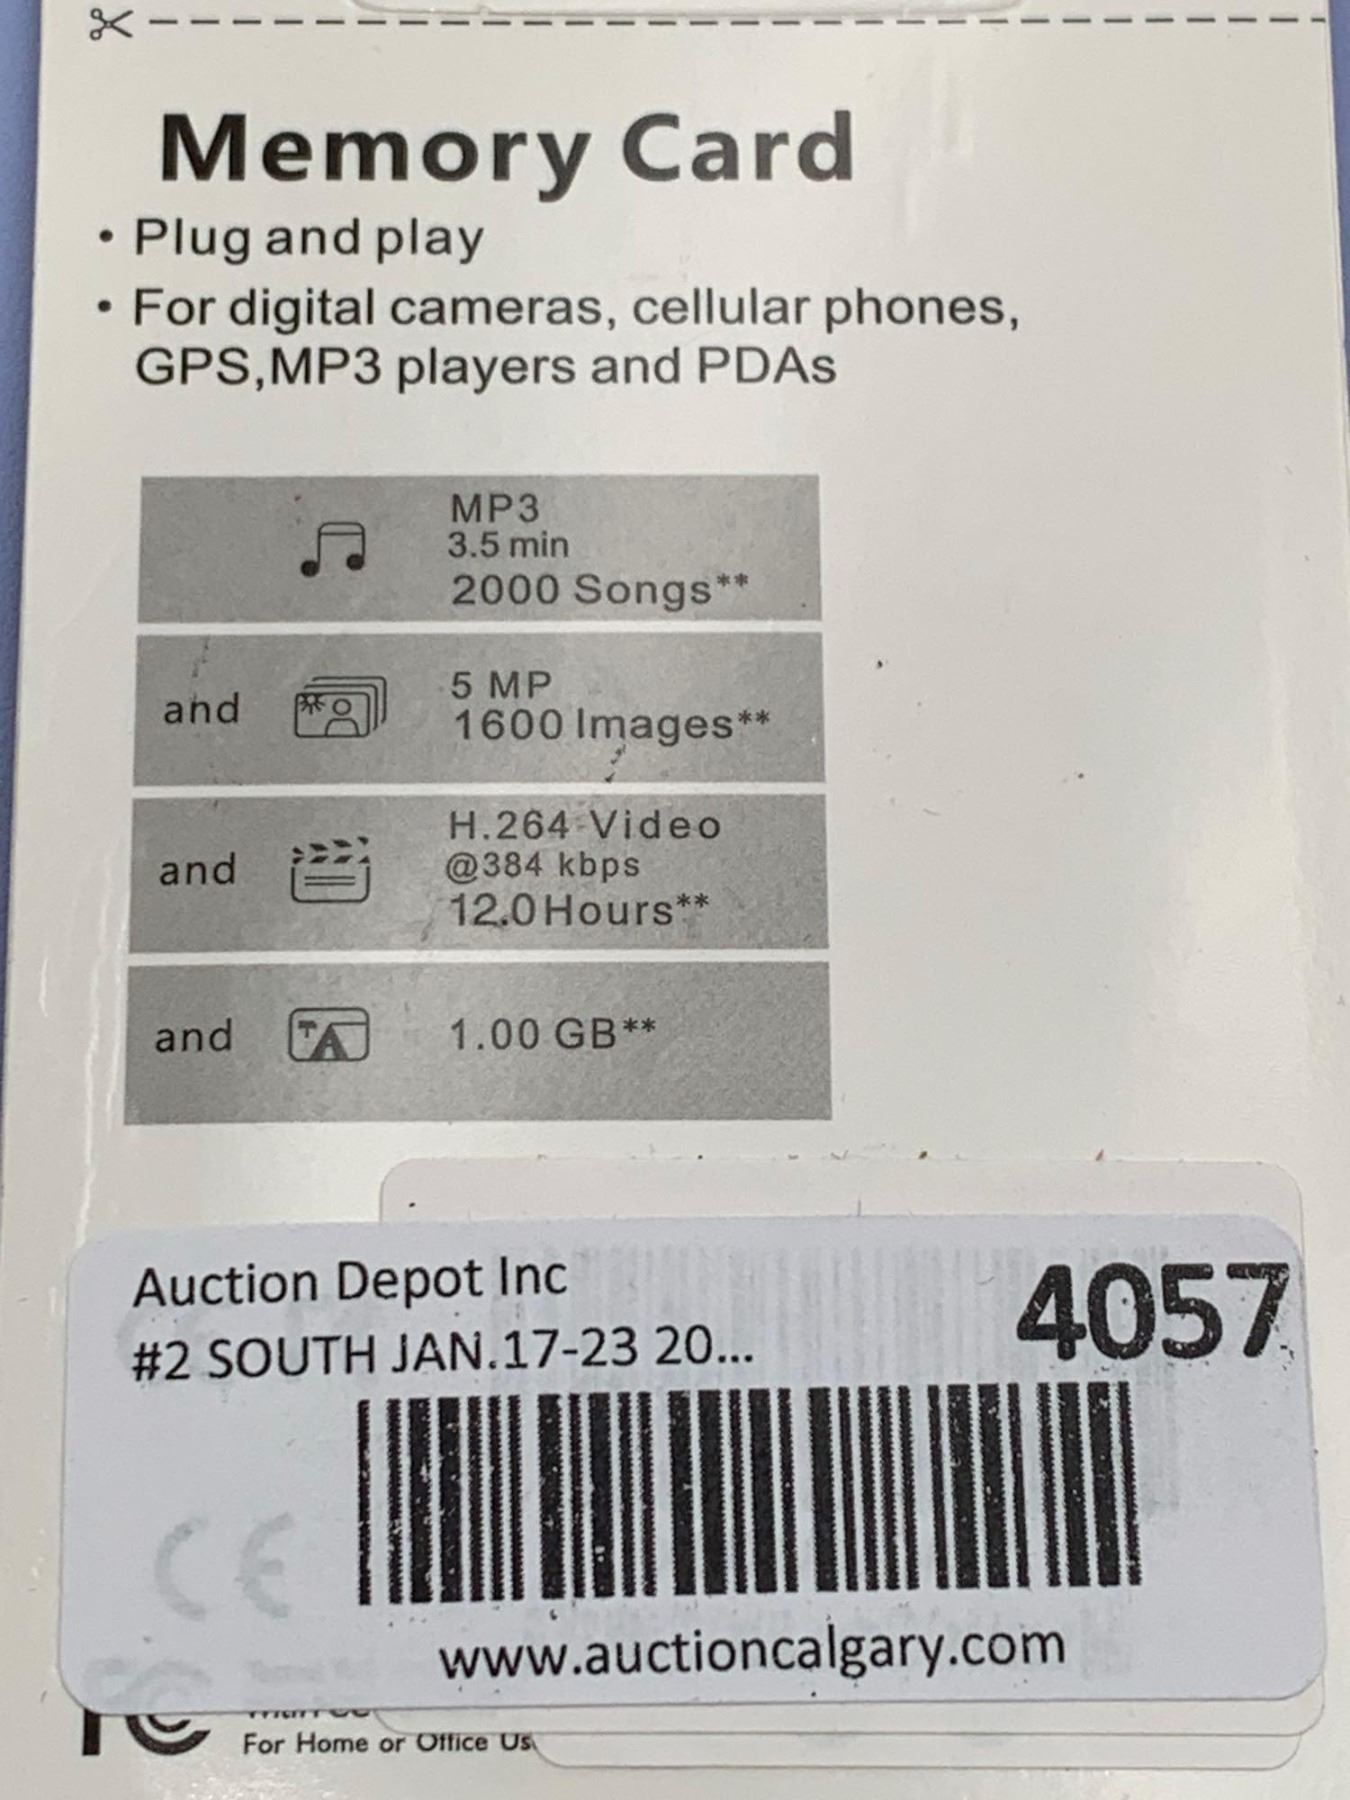 Memory Card
• Plug and play
• For digital cameras, cellular phones,
GPS,MP3 players and PDAs
MP3
3.5 min
2000 Songs**
and
5 MP
1600 Images**
and
H.264 Video
@384 kbps
12.0 Hours**
and
1.00 GB**
Auction Depot Inc
4057
#2 SOUTH JAN.17-23 20...
CE
www.auctioncalgary.com
FC
For Home or Office Us